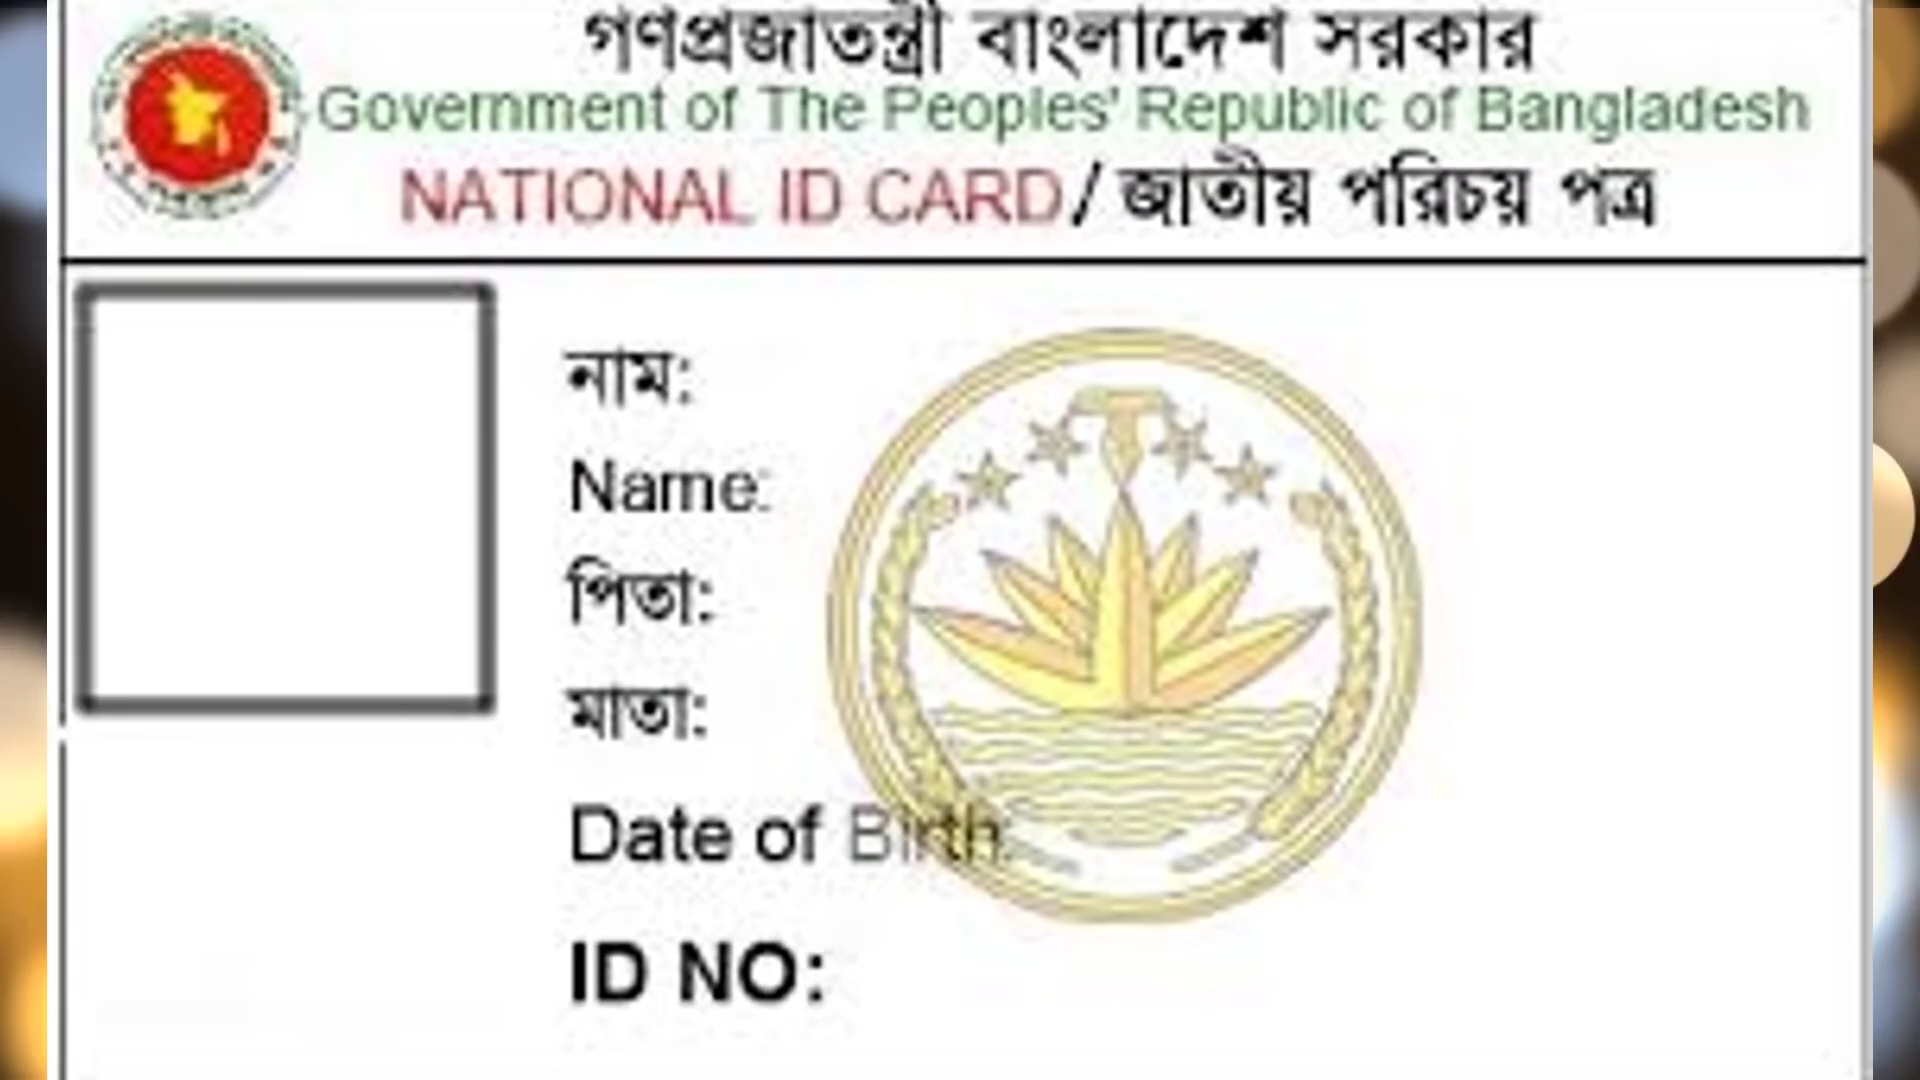 গণপ্রজাতন্ত্রী বাংলাদেশ সরকার
Government of The Peoples' Republic of Bangladesh
NATIONAL ID CARD / জাতীয় পরিচয় পত্র
নাম:
Name:
পিতা:
মাতা:
Date of Birth:
ID NO: